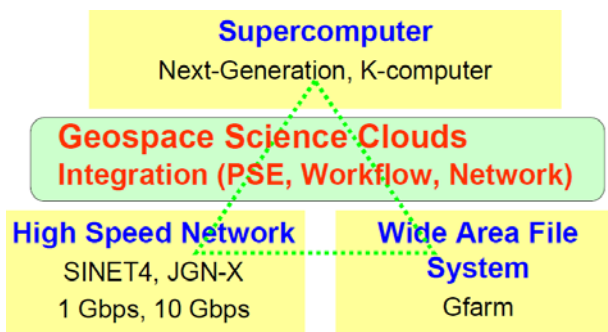 Supercomputer
Next-Generation, K-computer
Geospace Science Clouds
Integration (PSE, Workflow, Network)
High Speed Network
SINET4, JGN-X
1 Gbps, 10 Gbps
Wide Area File
System
Gfarm